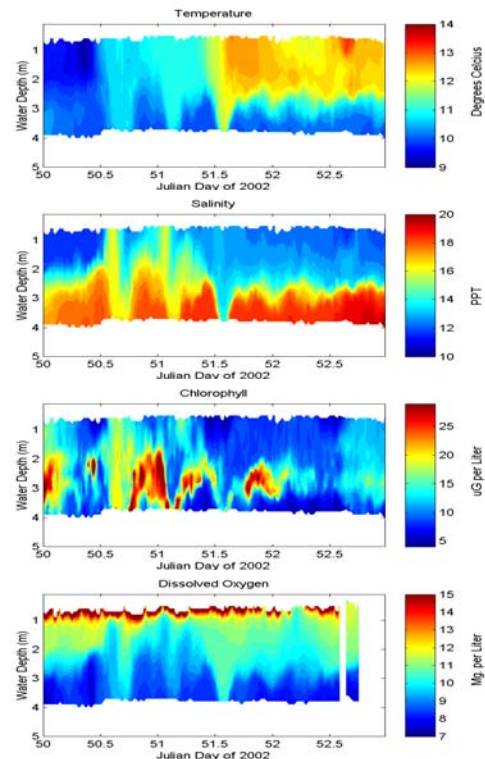 Temperature
Water Depth (m)
1
2
3
4
5
50 50.5 51 51.5 52 52.5
Julian Day of 2002
14
13
12
11
10
9
Degrees Celcius
Salinity
Water Depth (m)
1
2
3
4
5
50 50.5 51 51.5 52 52.5
Julian Day of 2002
20
18
16
14
12
10
PPT
Chlorophyll
Water Depth (m)
1
2
3
4
5
50 50.5 51 51.5 52 52.5
Julian Day of 2002
25
20
15
10
5
uG per Liter
Dissolved Oxygen
Water Depth (m)
1
2
3
4
5
50 50.5 51 51.5 52 52.5
Julian Day of 2002
15
14
13
12
11
10
9
8
7
Mg. per Liter